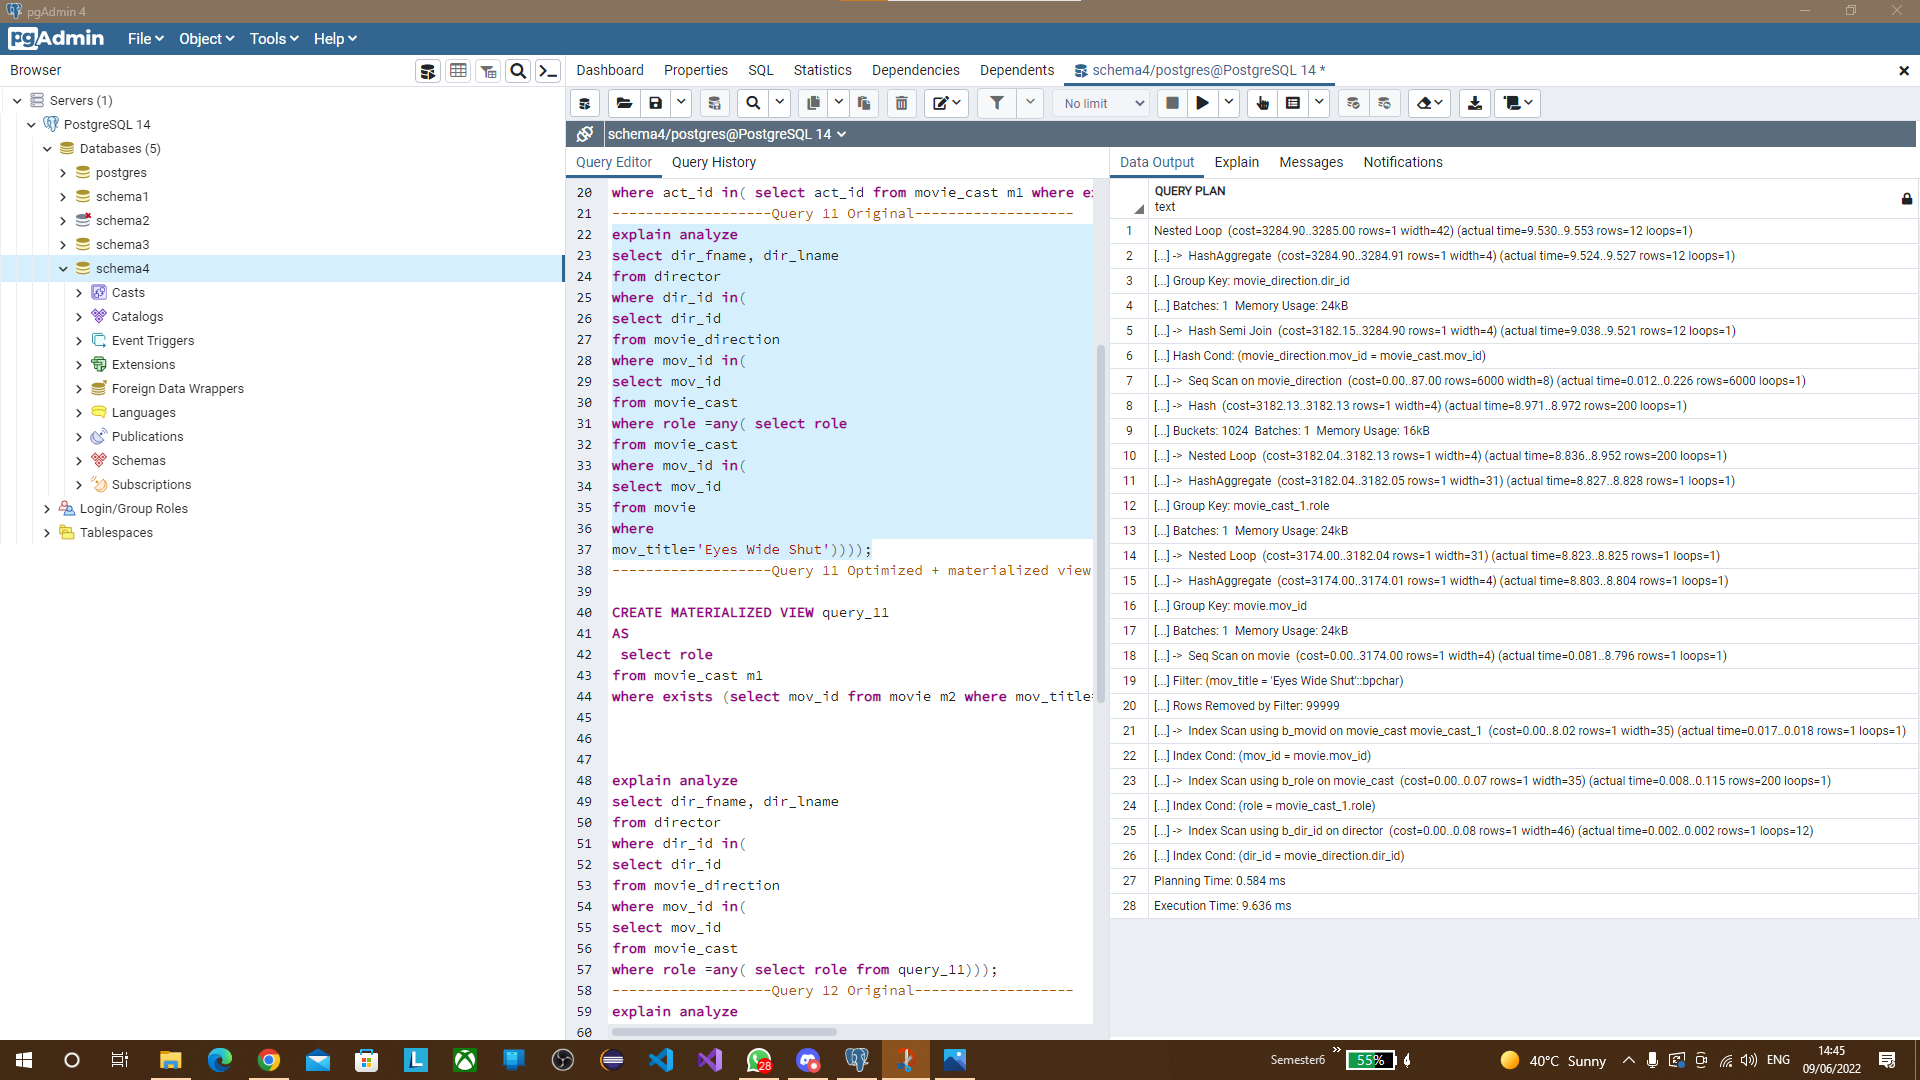 pgAdmin 4
pgAdmin
File
Object
Tools
Help
Browser
Servers (1)
PostgreSQL 14
Databases (5)
postgres
schema1
schema2
schema3
schema4
Casts
Catalogs
Event Triggers
Extensions
Foreign Data Wrappers
Languages
Publications
Schemas
Subscriptions
Login/Group Roles
Tablespaces
Dashboard
Properties
SQL
Statistics
Dependencies
Dependents
schema4/postgres@PostgreSQL 14 *
No limit
schema4/postgres@PostgreSQL 14
Query Editor
Query History
20 where act_id in( select act_id from movie_cast m1 where e
21 -------------------Query 11 Original-------------------
22 explain analyze
23 select dir_fname, dir_lname
24 from director
25 where dir_id in(
26 select dir_id
27 from movie_direction
28 where mov_id in(
29 select mov_id
30 from movie_cast
31 where role =any( select role
32 from movie_cast
33 where mov_id in(
34 select mov_id
35 from movie
36 where
37 mov_title='Eyes Wide Shut'))));
38 -------------------Query 11 Optimized + materialized view
39
40 CREATE MATERIALIZED VIEW query_11
41 AS
42 select role
43 from movie_cast m1
44 where exists (select mov_id from movie m2 where mov_title=
45
46
47
48 explain analyze
49 select dir_fname, dir_lname
50 from director
51 where dir_id in(
52 select dir_id
53 from movie_direction
54 where mov_id in(
55 select mov_id
56 from movie_cast
57 where role =any( select role from query_11)));
58 -------------------Query 12 Original-------------------
59 explain analyze
60
Data Output
Explain
Messages
Notifications
QUERY PLAN
text
1 Nested Loop (cost=3284.90..3285.00 rows=1 width=42) (actual time=9.530..9.553 rows=12 loops=1)
2 [...] -> HashAggregate (cost=3284.90..3284.91 rows=1 width=4) (actual time=9.524..9.527 rows=12 loops=1)
3 [...] Group Key: movie_direction.dir_id
4 [...] Batches: 1 Memory Usage: 24kB
5 [...] -> Hash Semi Join (cost=3182.15..3284.90 rows=1 width=4) (actual time=9.038..9.521 rows=12 loops=1)
6 [...] Hash Cond: (movie_direction.mov_id = movie_cast.mov_id)
7 [...] -> Seq Scan on movie_direction (cost=0.00..87.00 rows=6000 width=8) (actual time=0.012..0.226 rows=6000 loops=1)
8 [...] -> Hash (cost=3182.13..3182.13 rows=1 width=4) (actual time=8.971..8.972 rows=200 loops=1)
9 [...] Buckets: 1024 Batches: 1 Memory Usage: 16kB
10 [...] -> Nested Loop (cost=3182.04..3182.13 rows=1 width=4) (actual time=8.836..8.952 rows=200 loops=1)
11 [...] -> HashAggregate (cost=3182.04..3182.05 rows=1 width=31) (actual time=8.827..8.828 rows=1 loops=1)
12 [...] Group Key: movie_cast_1.role
13 [...] Batches: 1 Memory Usage: 24kB
14 [...] -> Nested Loop (cost=3174.00..3182.04 rows=1 width=31) (actual time=8.823..8.825 rows=1 loops=1)
15 [...] -> HashAggregate (cost=3174.00..3174.01 rows=1 width=4) (actual time=8.803..8.804 rows=1 loops=1)
16 [...] Group Key: movie.mov_id
17 [...] Batches: 1 Memory Usage: 24kB
18 [...] -> Seq Scan on movie (cost=0.00..3174.00 rows=1 width=4) (actual time=0.081..8.796 rows=1 loops=1)
19 [...] Filter: (mov_title = 'Eyes Wide Shut'::bpchar)
20 [...] Rows Removed by Filter: 99999
21 [...] -> Index Scan using b_movid on movie_cast movie_cast_1 (cost=0.00..8.02 rows=1 width=35) (actual time=0.017..0.018 rows=1 loops=1)
22 [...] Index Cond: (mov_id = movie.mov_id)
23 [...] -> Index Scan using b_role on movie_cast (cost=0.00..0.07 rows=1 width=35) (actual time=0.008..0.115 rows=200 loops=1)
24 [...] Index Cond: (role = movie_cast_1.role)
25 [...] -> Index Scan using b_dir_id on director (cost=0.00..0.08 rows=1 width=46) (actual time=0.002..0.002 rows=1 loops=12)
26 [...] Index Cond: (dir_id = movie_direction.dir_id)
27 Planning Time: 0.584 ms
28 Execution Time: 9.636 ms
L
28
Semester6
»
55%
40°C Sunny
ENG
14:45
09/06/2022